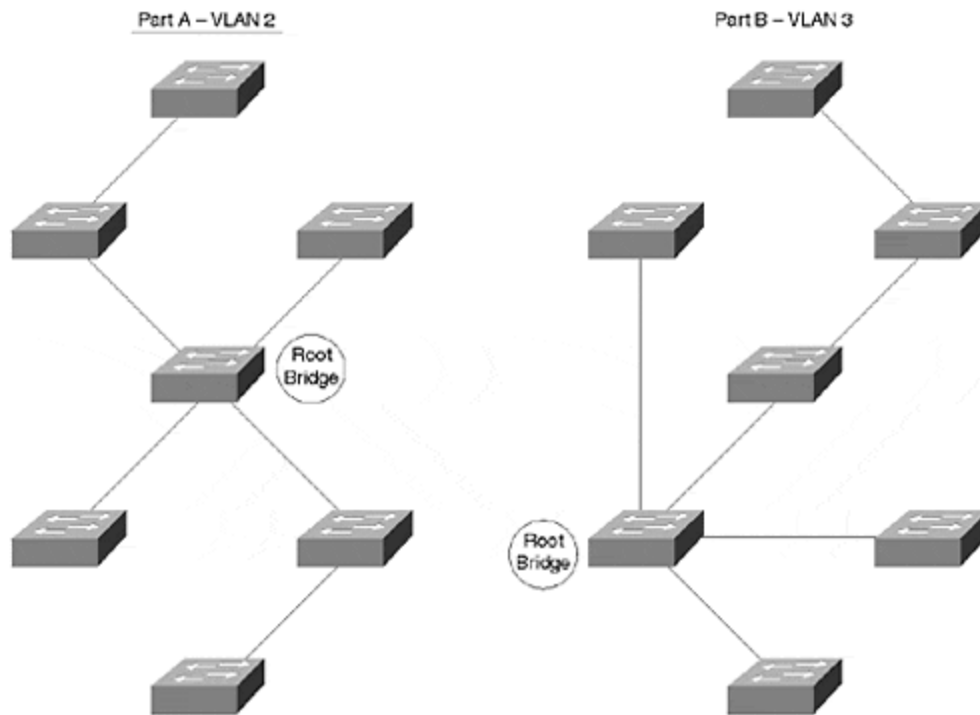 Part A – VLAN 2
Part B – VLAN 3
Root
Bridge
Root
Bridge